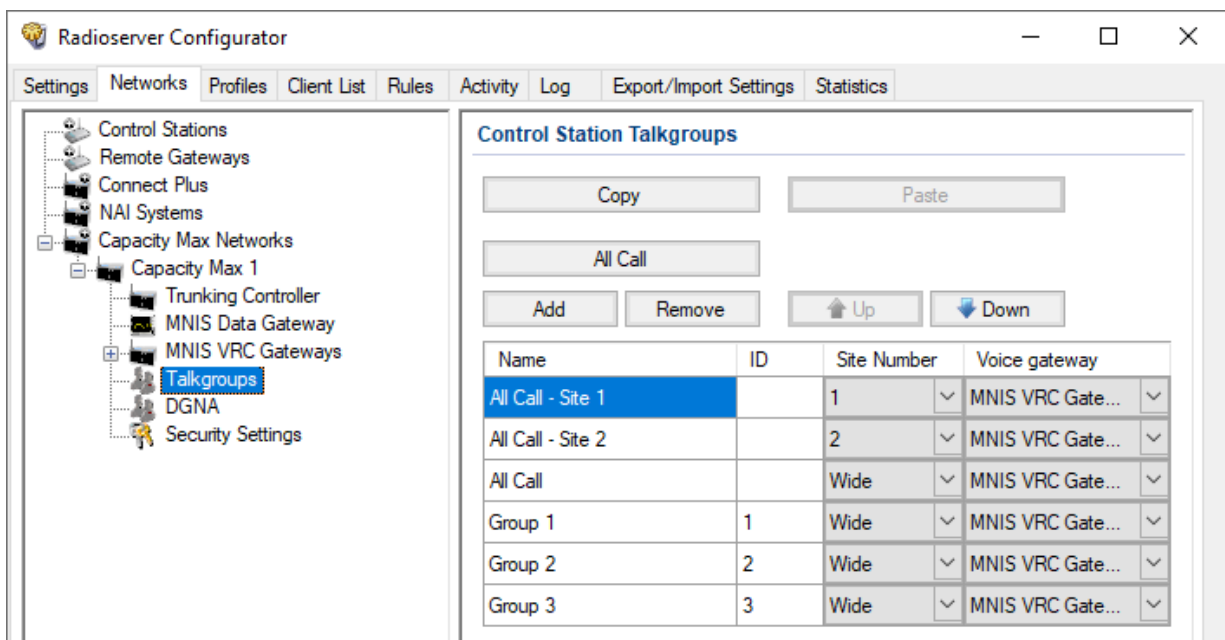 Radioserver Configurator
Settings Networks Profiles Client List Rules Activity Log Export/Import Settings Statistics
Control Stations
Remote Gateways
Connect Plus
NAI Systems
Capacity Max Networks
Capacity Max 1
Trunking Controller
MNIS Data Gateway
MNIS VRC Gateways
Talkgroups
DGNA
Security Settings
Control Station Talkgroups
Copy Paste
All Call
Add Remove Up Down
Name ID Site Number Voice gateway
All Call - Site 1 1 MNIS VRC Gate...
All Call - Site 2 2 MNIS VRC Gate...
All Call Wide MNIS VRC Gate...
Group 1 1 Wide MNIS VRC Gate...
Group 2 2 Wide MNIS VRC Gate...
Group 3 3 Wide MNIS VRC Gate...